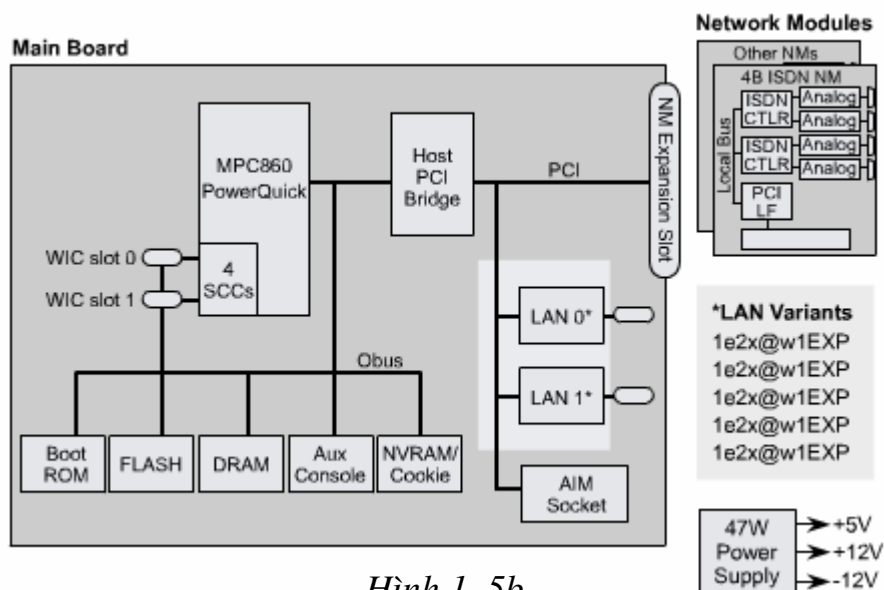 Main Board
Network Modules
Other NMs
4B ISDN NM
ISDN CTLR
Analog
Analog
ISDN CTLR
Analog
Analog
Local Bus
PCI LF
NM Expansion Slot
MPC860
PowerQuick
4
SCCs
Host
PCI
Bridge
PCI
WIC slot 0
WIC slot 1
LAN 0*
LAN 1*
Obus
Boot
ROM
FLASH
DRAM
Aux
Console
NVRAM/
Cookie
AIM
Socket
*LAN Variants
1e2x@w1EXP
1e2x@w1EXP
1e2x@w1EXP
1e2x@w1EXP
1e2x@w1EXP
47W
Power
Supply
+5V
+12V
-12V
Hình 1. 5b